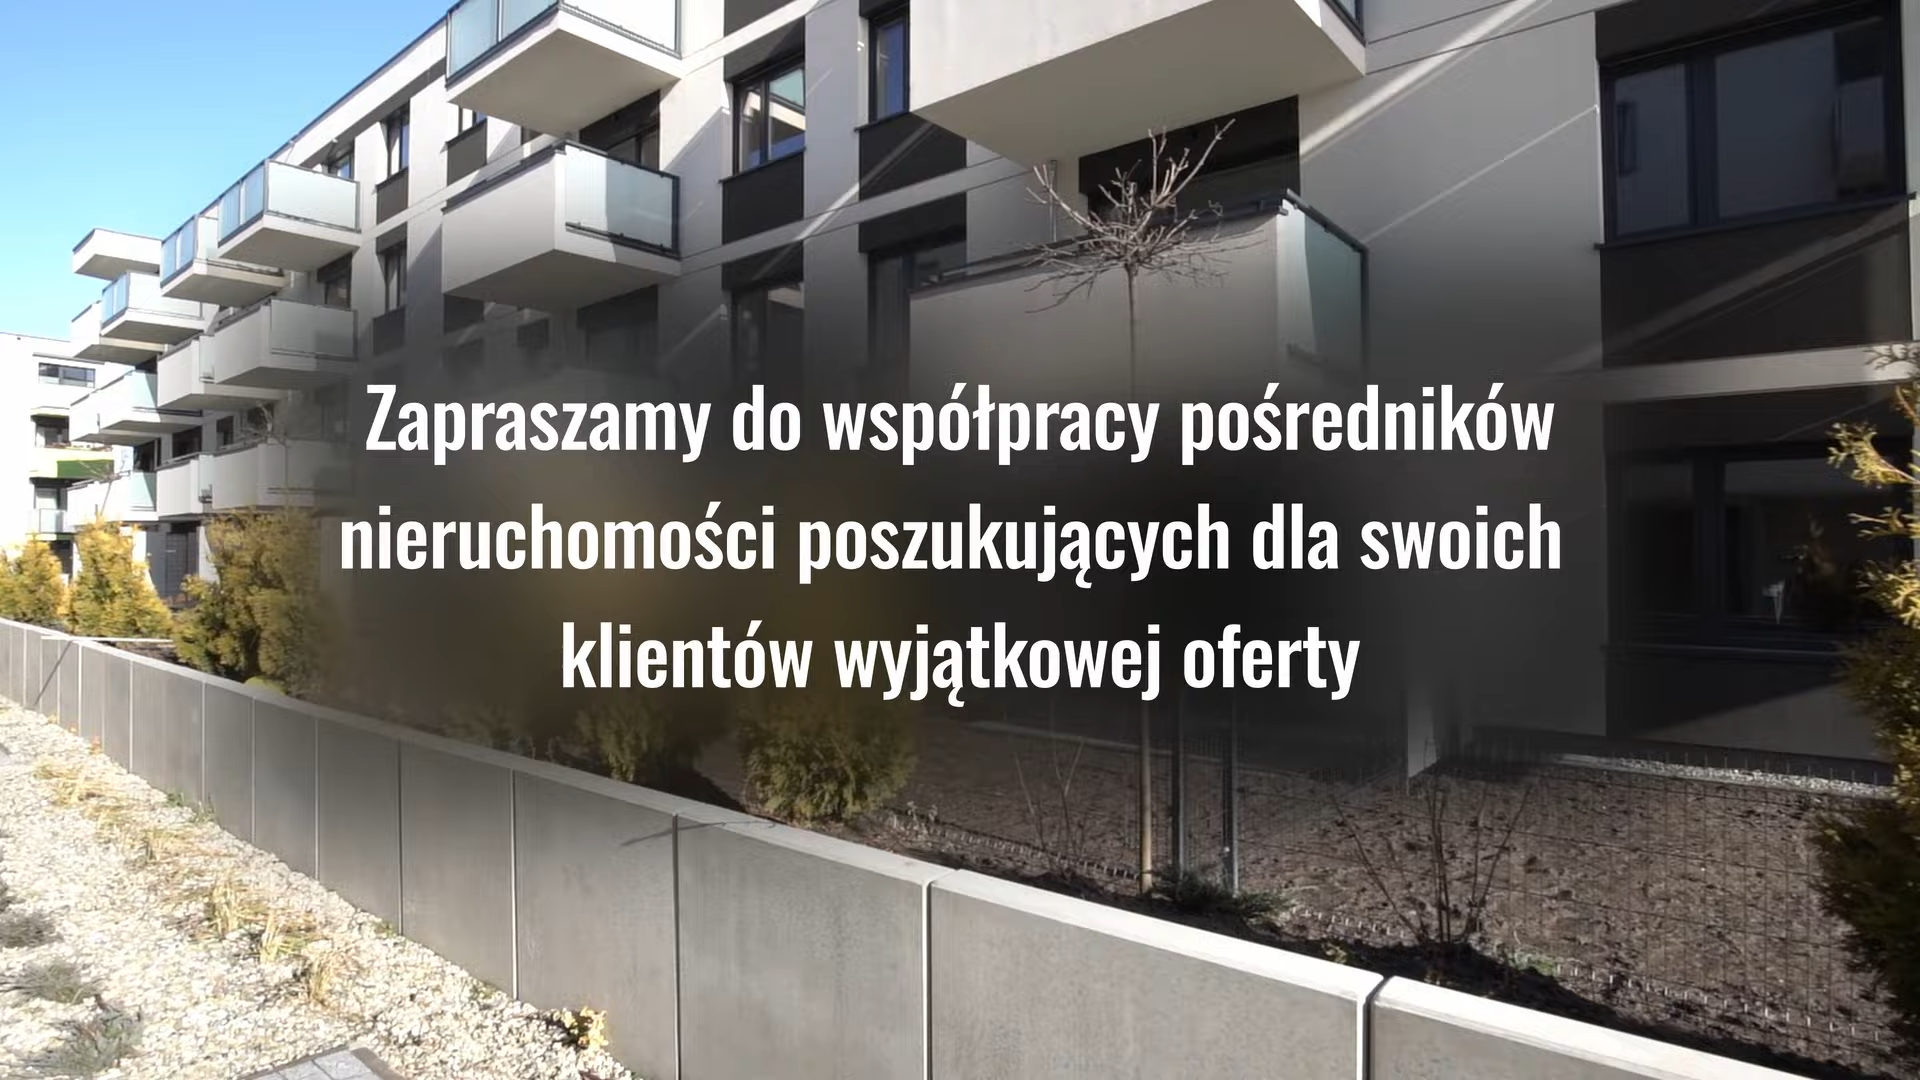 Zapraszamy do współpracy pośredników
nieruchomości poszukujących dla swoich
klientów wyjątkowej oferty